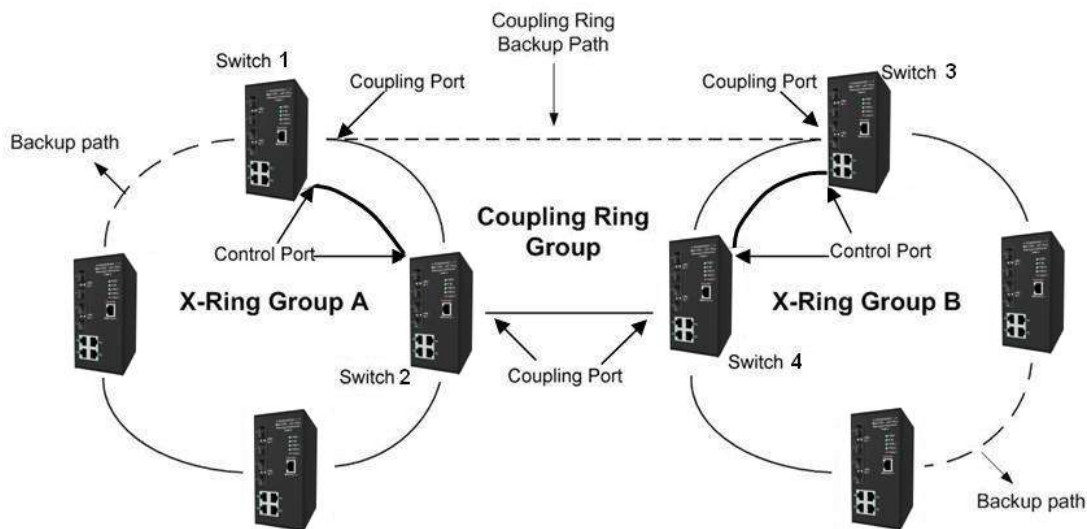 Coupling Ring
Backup Path
Switch 1
Coupling Port
Coupling Port
Switch 3
Backup path
Coupling Ring
Group
Control Port
Control Port
X-Ring Group A
X-Ring Group B
Switch 2
Coupling Port
Switch 4
Backup path